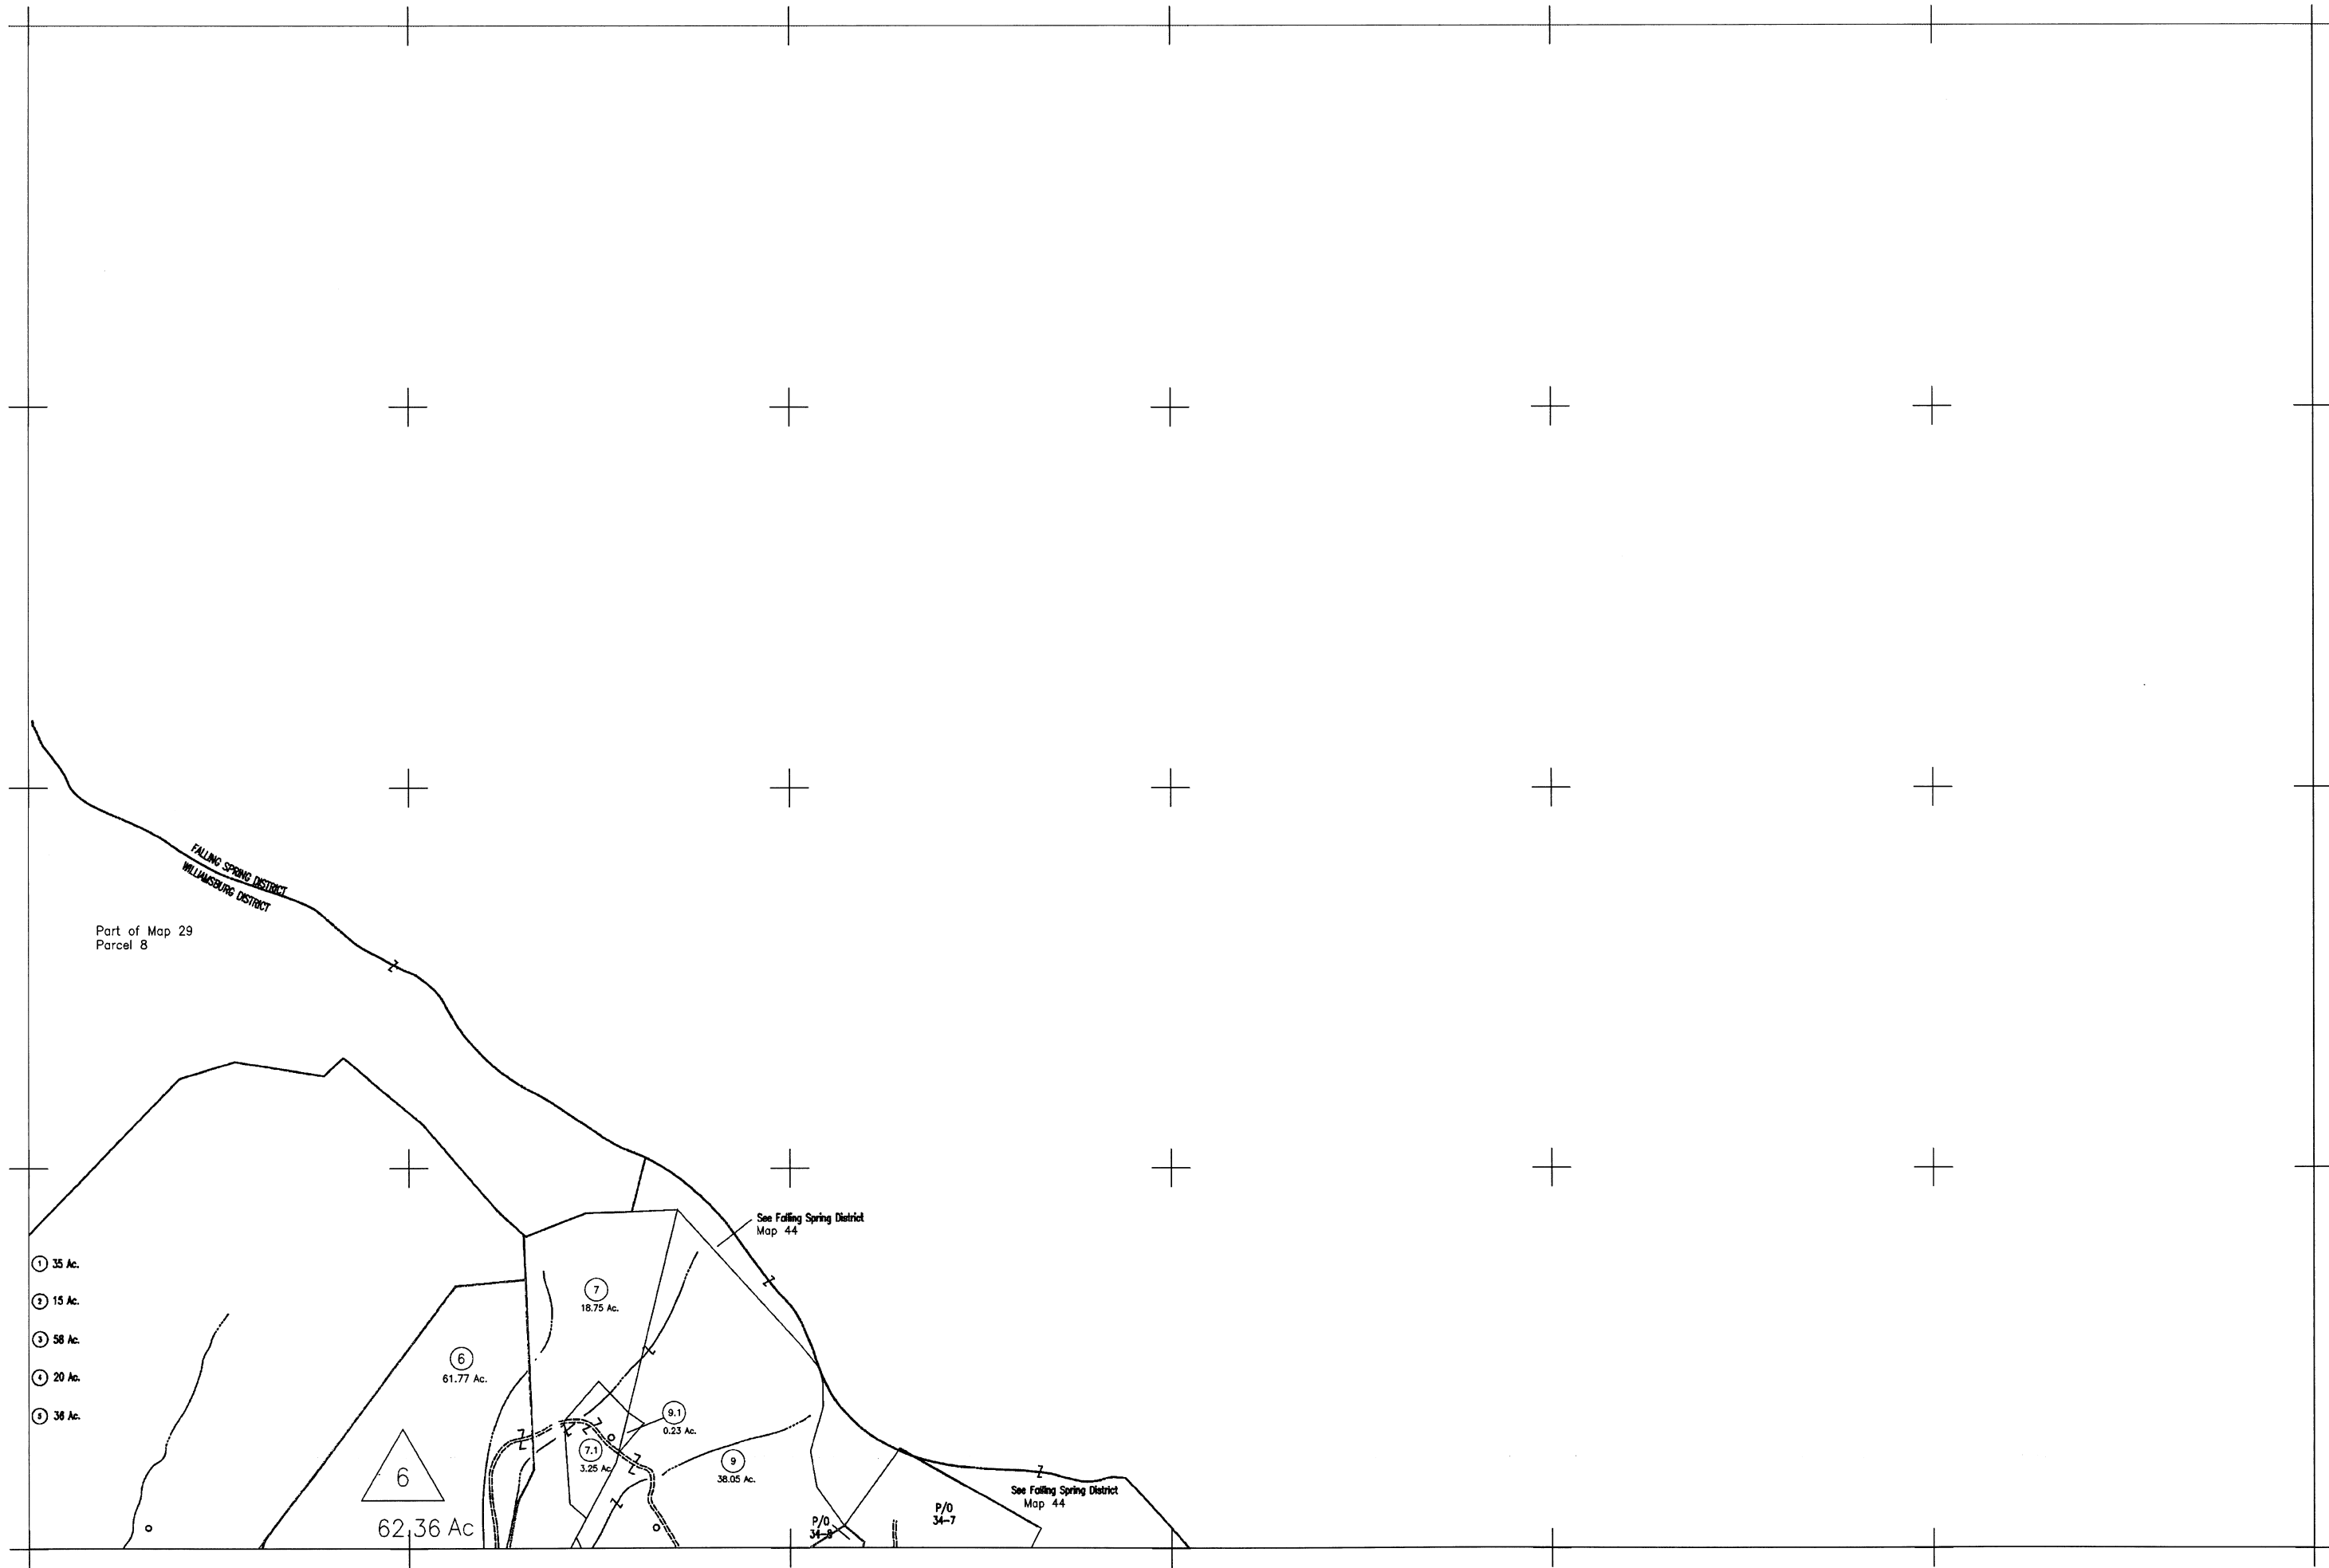 FALLING SPRING DISTRICT
WILLIAMSBURG DISTRICT
Part of Map 29
Parcel 8
See Falling Spring District
Map 44
1 35 Ac.
2 15 Ac.
3 58 Ac.
4 20 Ac.
5 36 Ac.
7
18.75 Ac.
6
61.77 Ac.
9.1
0.23 Ac.
7.1
3.25 Ac.
9
38.05 Ac.
6
62.36 Ac
See Falling Spring District
Map 44
P/O
34-7
P/O